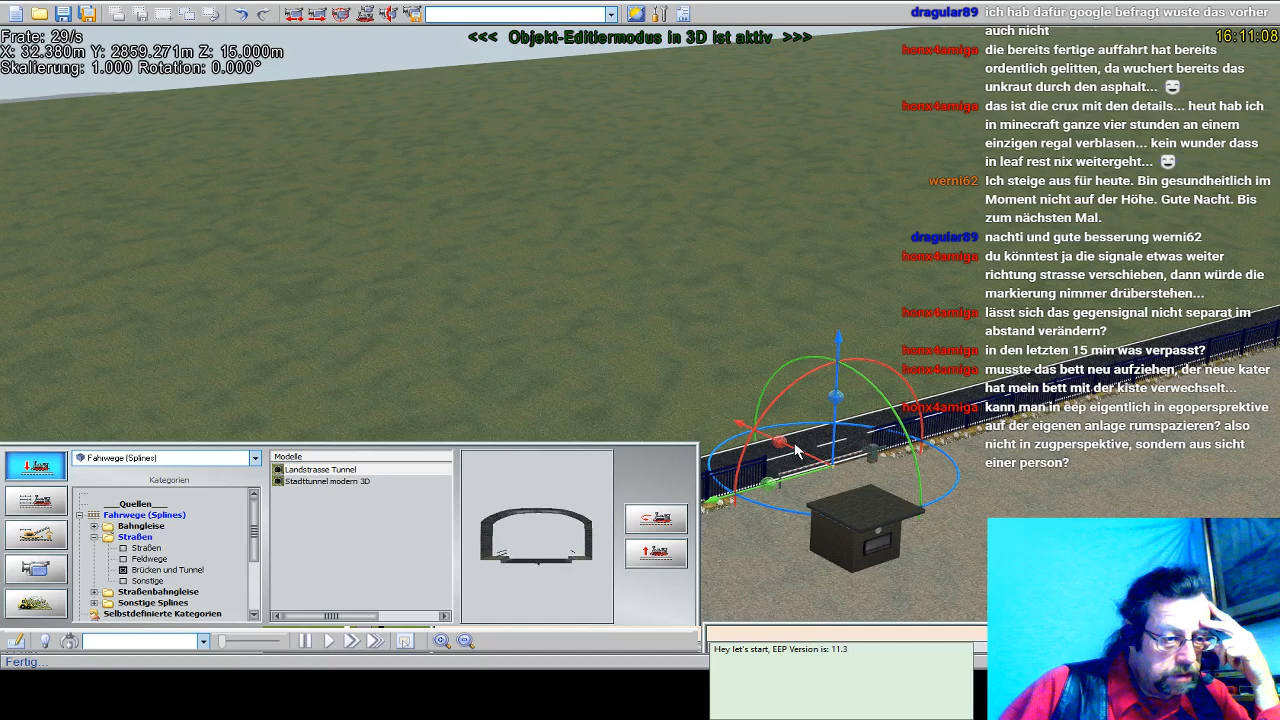 Frate: 29/s
X: 32.380m Y: 2859.271m Z: 15.000m
Skalierung: 1.000 Rotation: 0.000°
<<< Objekt-Editiermodus in 3D ist aktiv >>>
16:11:08
dragular89 ich hab dafür google befragt wuste das vorher
auch nicht
honx4amiga die bereits fertige auffahrt hat bereits
ordentlich gelitten, da wuchert bereits das
unkraut durch den asphalt...
honx4amiga das ist die crux mit den details... heut hab ich
in minecraft ganze vier stunden an einem
einzigen regal verblasen... kein wunder dass
in leaf rest nix weitergeht...
werni62 Ich steige aus für heute. Bin gesundheitlich im
Moment nicht auf der Höhe. Gute Nacht. Bis
zum nächsten Mal.
dragular89 nachti und gute besserung werni62
honx4amiga du könntest ja die signale etwas weiter
richtung strasse verschieben, dann würde die
markierung nimmer drüberstehen...
honx4amiga lässt sich das gegensignal nicht separat im
abstand verändern?
honx4amiga in den letzten 15 min was verpasst?
honx4amiga musste das bett neu aufziehen, der neue kater
hat mein bett mit der kiste verwechselt...
honx4amiga kann man in eep eigentlich in egopersprektive
auf der eigenen anlage rumspazieren? also
nicht in zugperspektive, sondern aus sicht
einer person?
Fahrwege (Splines)
Kategorien
__Quellen__
Fahrwege (Splines)
Bahngleise
Straßen
Straßen
Feldwege
Brücken und Tunnel
Sonstige
Straßenbahngleise
Sonstige Splines
Selbstdefinierte Kategorien
Modelle
Landstrasse Tunnel
Stadttunnel modern 3D
Fertig...
Hey let's start, EEP Version is: 11.3